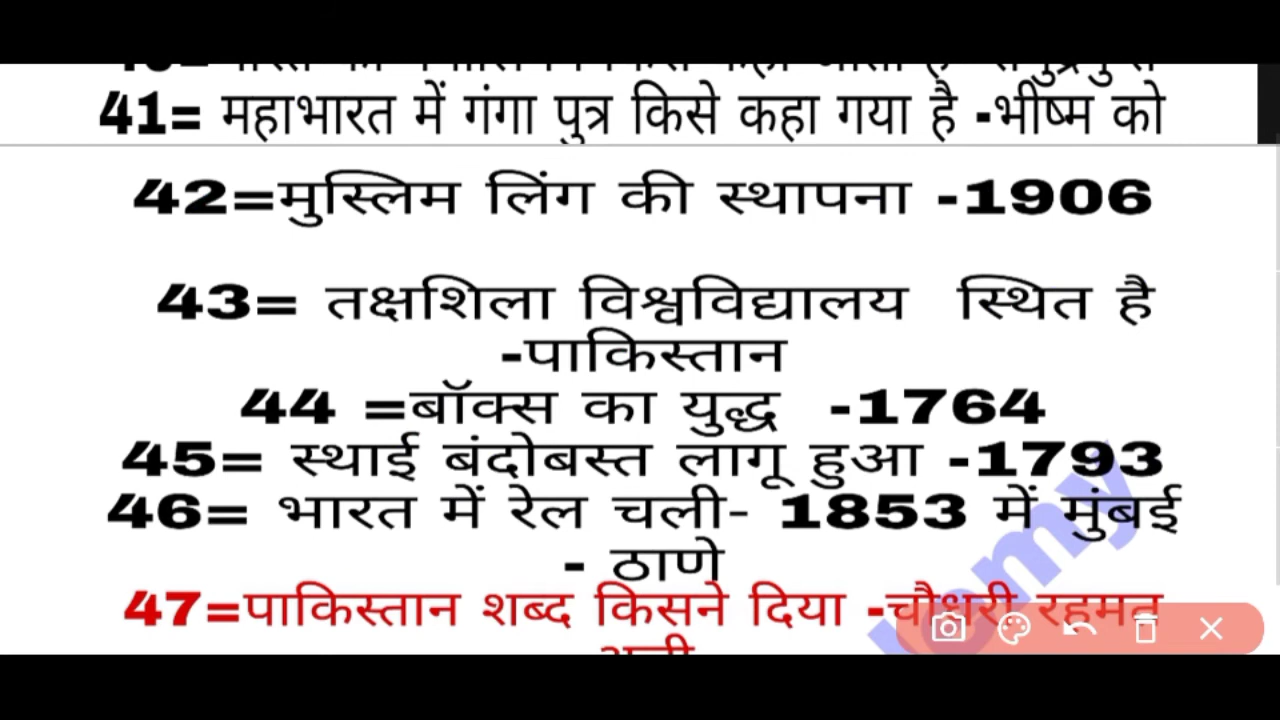 41= महाभारत में गंगा पुत्र किसे कहा गया है -भीष्म को
42=मुस्लिम लिंग की स्थापना -1906
43= तक्षशिला विश्वविद्यालय स्थित है
-पाकिस्तान
44 =बॉक्स का युद्ध -1764
45= स्थाई बंदोबस्त लागू हुआ -1793
46= भारत में रेल चली- 1853 में मुंबई
- ठाणे
47=पाकिस्तान शब्द किसने दिया -चौधरी रहमत